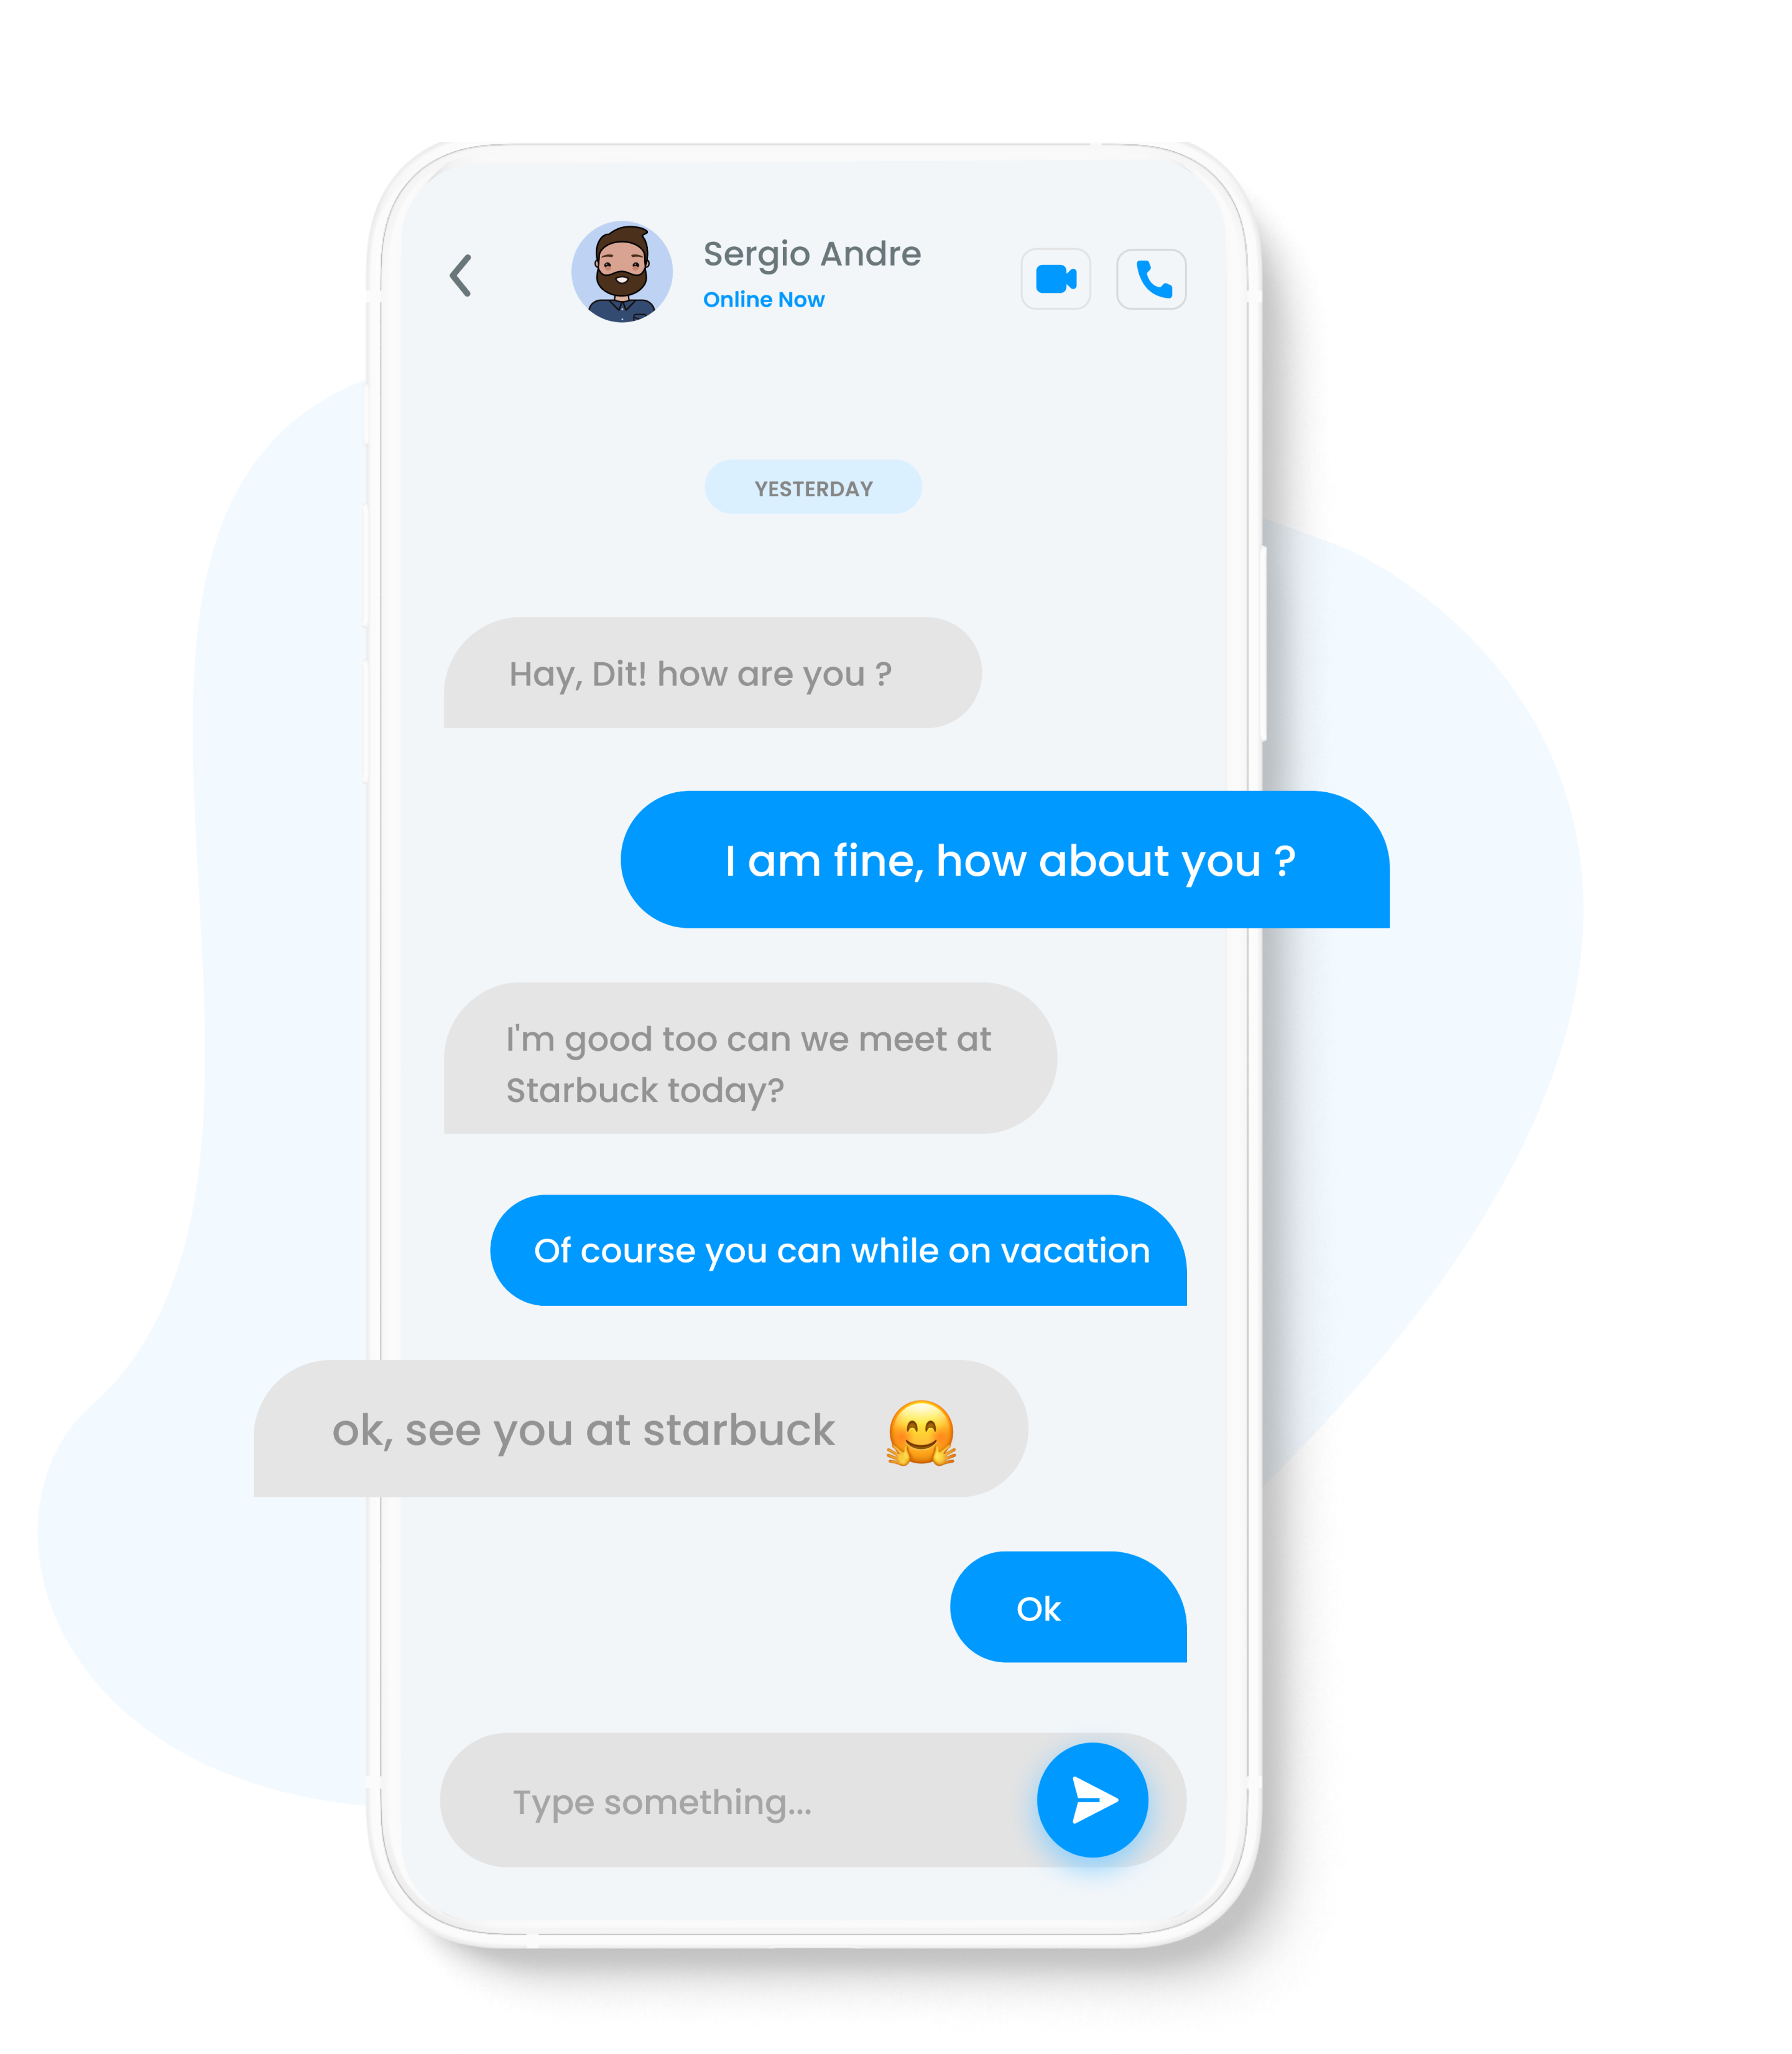 Sergio Andre
Online Now
YESTERDAY
Hay, Dit! how are you ?
I am fine, how about you ?
I'm good too can we meet at
Starbuck today?
Of course you can while on vacation
ok, see you at starbuck 🤗
Ok
Type something...